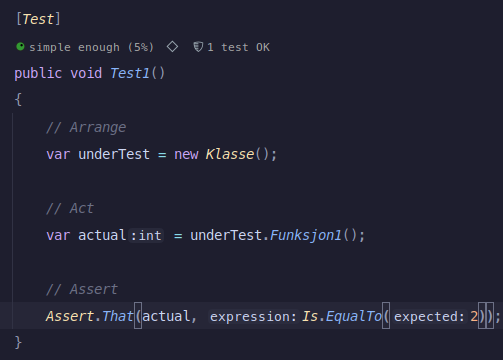 [Test]
simple enough (5%) 1 test OK
public void Test1()
{
// Arrange
var underTest = new Klasse();
// Act
var actual:int = underTest.Funksjon1();
// Assert
Assert.That(actual, expression: Is.EqualTo(expected: 2));
}